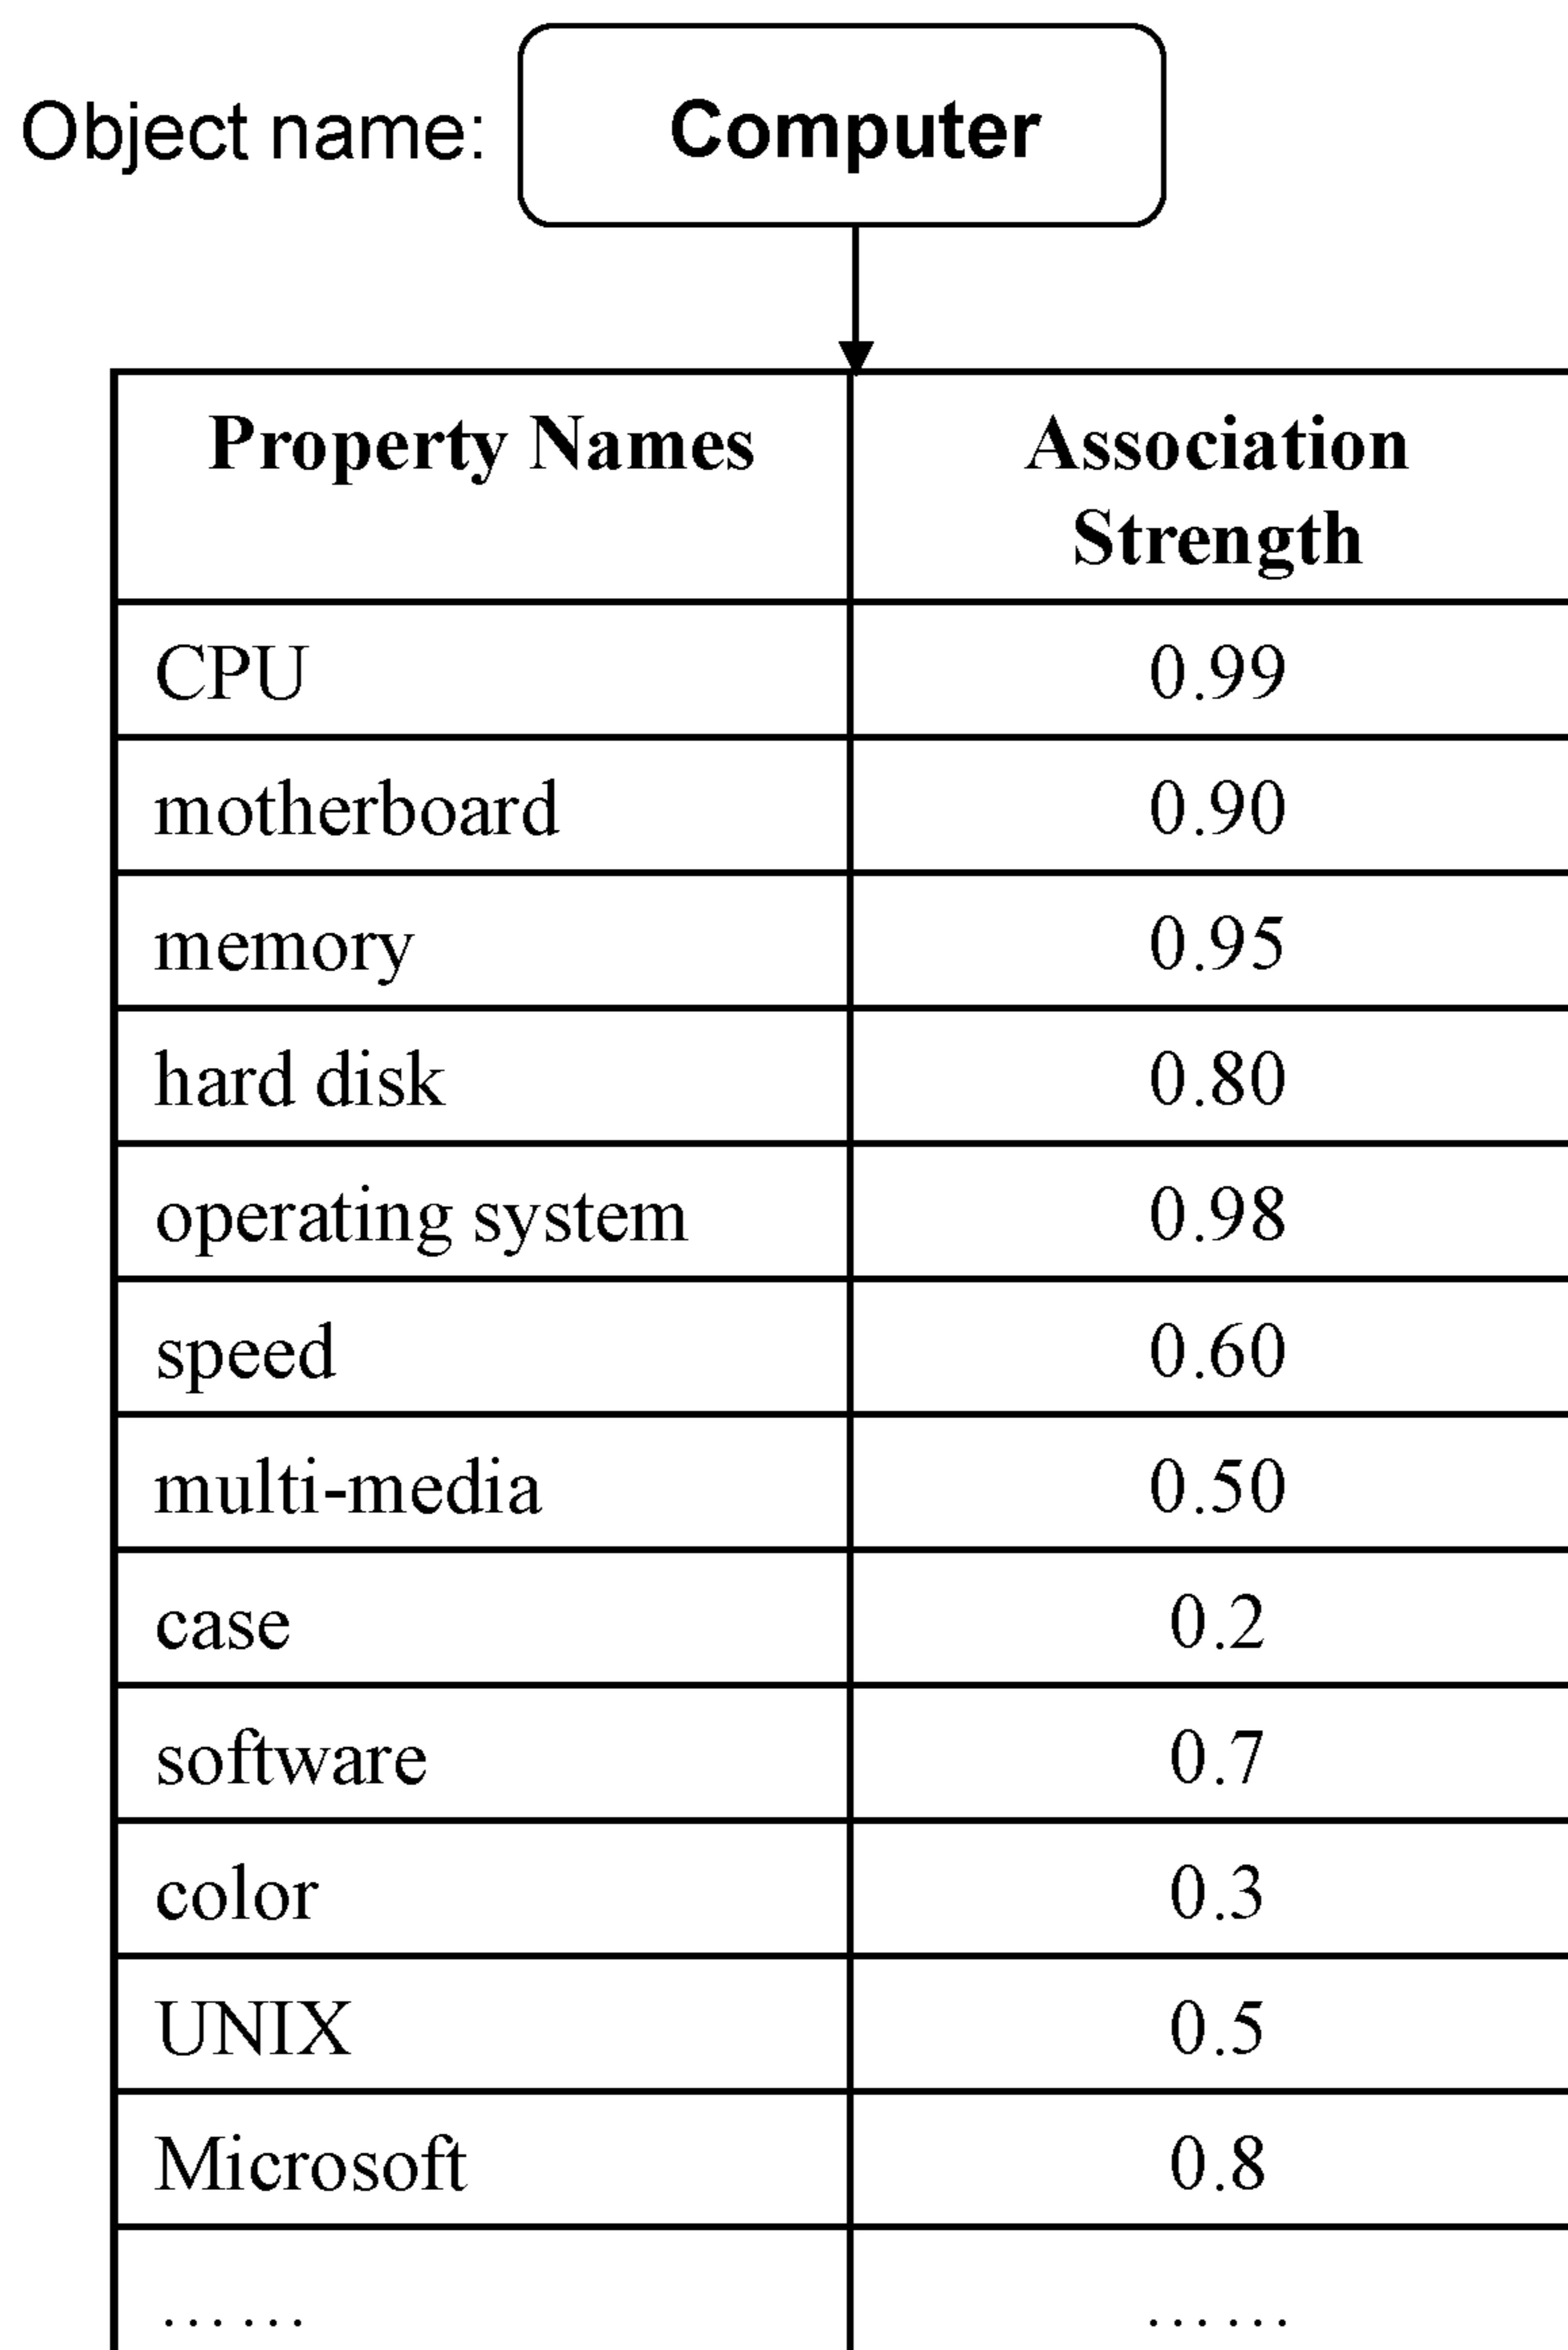 Object name: Computer
Property Names Association
Strength
CPU 0.99
motherboard 0.90
memory 0.95
hard disk 0.80
operating system 0.98
speed 0.60
multi-media 0.50
case 0.2
software 0.7
color 0.3
UNIX 0.5
Microsoft 0.8
…… ……